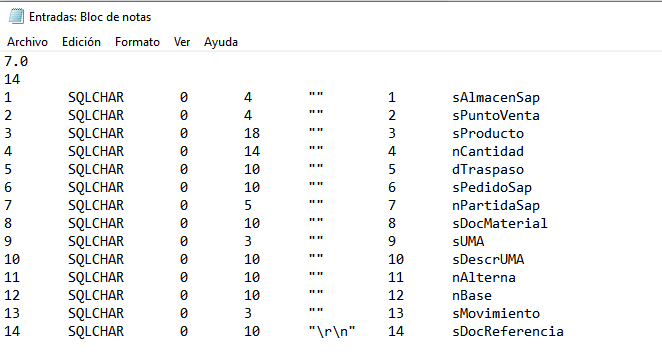 Entradas: Bloc de notas
Archivo Edición Formato Ver Ayuda
7.0
14
1 SQLCHAR 0 4 "" 1 sAlmacenSap
2 SQLCHAR 0 4 "" 2 sPuntoVenta
3 SQLCHAR 0 18 "" 3 sProducto
4 SQLCHAR 0 14 "" 4 nCantidad
5 SQLCHAR 0 10 "" 5 dTraspaso
6 SQLCHAR 0 10 "" 6 sPedidoSap
7 SQLCHAR 0 5 "" 7 nPartidaSap
8 SQLCHAR 0 10 "" 8 sDocMaterial
9 SQLCHAR 0 3 "" 9 sUMA
10 SQLCHAR 0 10 "" 10 sDescrUMA
11 SQLCHAR 0 10 "" 11 nAlterna
12 SQLCHAR 0 10 "" 12 nBase
13 SQLCHAR 0 3 "" 13 sMovimiento
14 SQLCHAR 0 10 "\r\n" 14 sDocReferencia